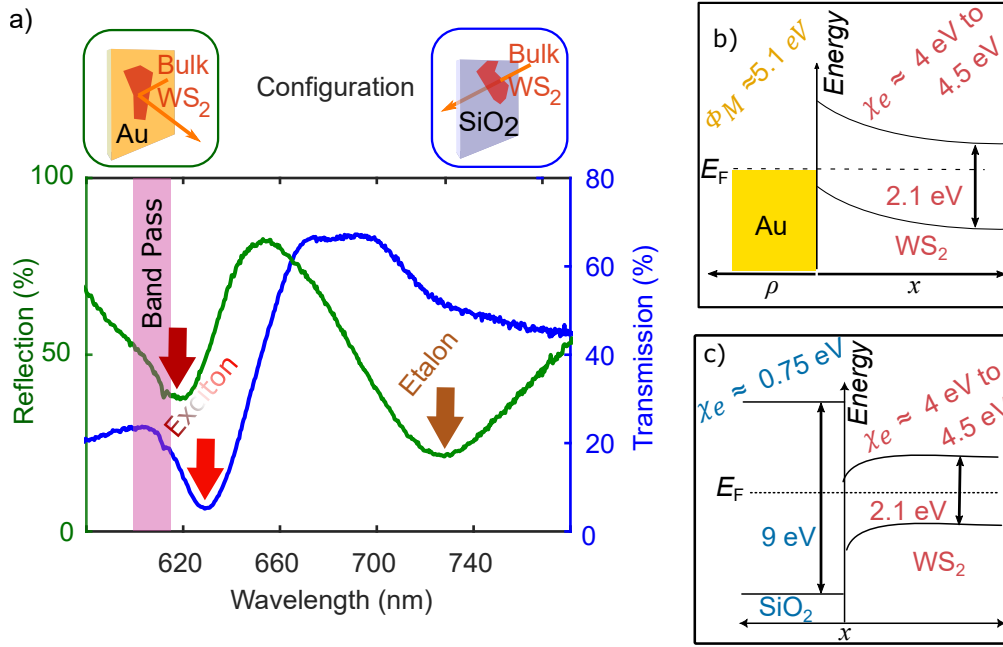 a)
Bulk
WS2
Au
Configuration
Bulk
WS2
SiO2
100
50
0
Reflection (%)
Band Pass
Exciton
Etalon
80
60
40
20
0
Transmission (%)
620
660
700
740
Wavelength (nm)
b)
ΦM ≈5.1 eV
Energy
χe ≈ 4 eV to
4.5 eV
EF
2.1 eV
Au
WS2
ρ
x
c)
χe ≈ 0.75 eV
Energy
χe ≈ 4 eV to
4.5 eV
EF
2.1 eV
9 eV
WS2
SiO2
x